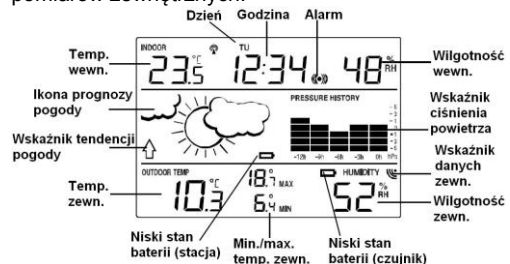 pomiarów zewnętrznych.
Dzień Godzina Alarm
INDOOR TU
23.5 °C 12:34 48 % RH
Temp.
wewn.
Wilgotność
wewn.
Ikona prognozy
pogody
PRESSURE HISTORY
-12h -9h -6h -3h 0h hPa
Wskaźnik
ciśnienia
powietrza
Wskaźnik tendencji
pogody
Wskaźnik
danych
zewn.
OUTDOOR TEMP
10.3 °C
18.7 MAX
6.4 MIN
HUMIDITY
52 % RH
Temp.
zewn.
Wilgotność
zewn.
Niski stan
baterii (stacja)
Min./max.
temp. zewn.
Niski stan
baterii (czujnik)